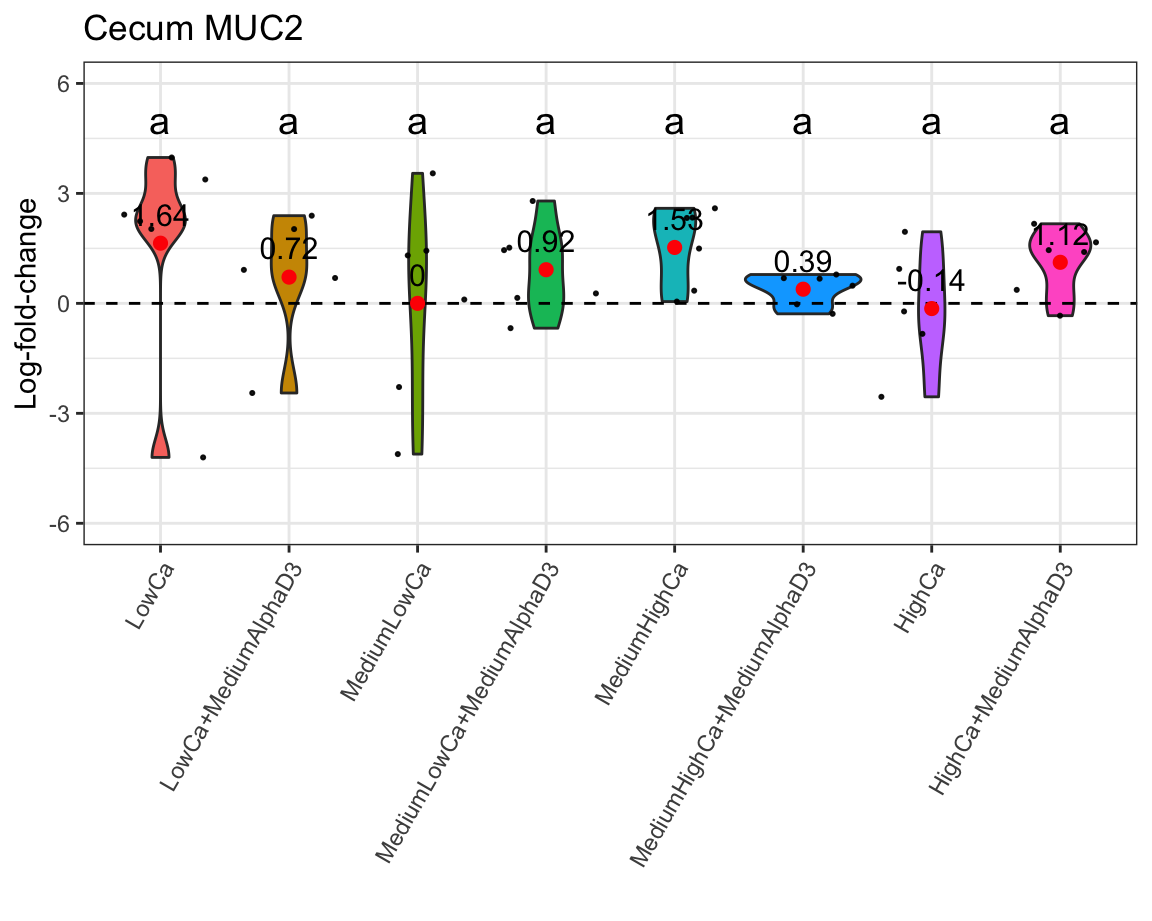 Cecum MUC2
Log-fold-change
6
3
0
-3
-6
a a a a a a a a
1.64 0.72 0 0.92 1.53 0.39 -0.14 1.12
LowCa
LowCa+MediumAlphaD3
MediumLowCa
MediumLowCa+MediumAlphaD3
MediumHighCa
MediumHighCa+MediumAlphaD3
HighCa
HighCa+MediumAlphaD3